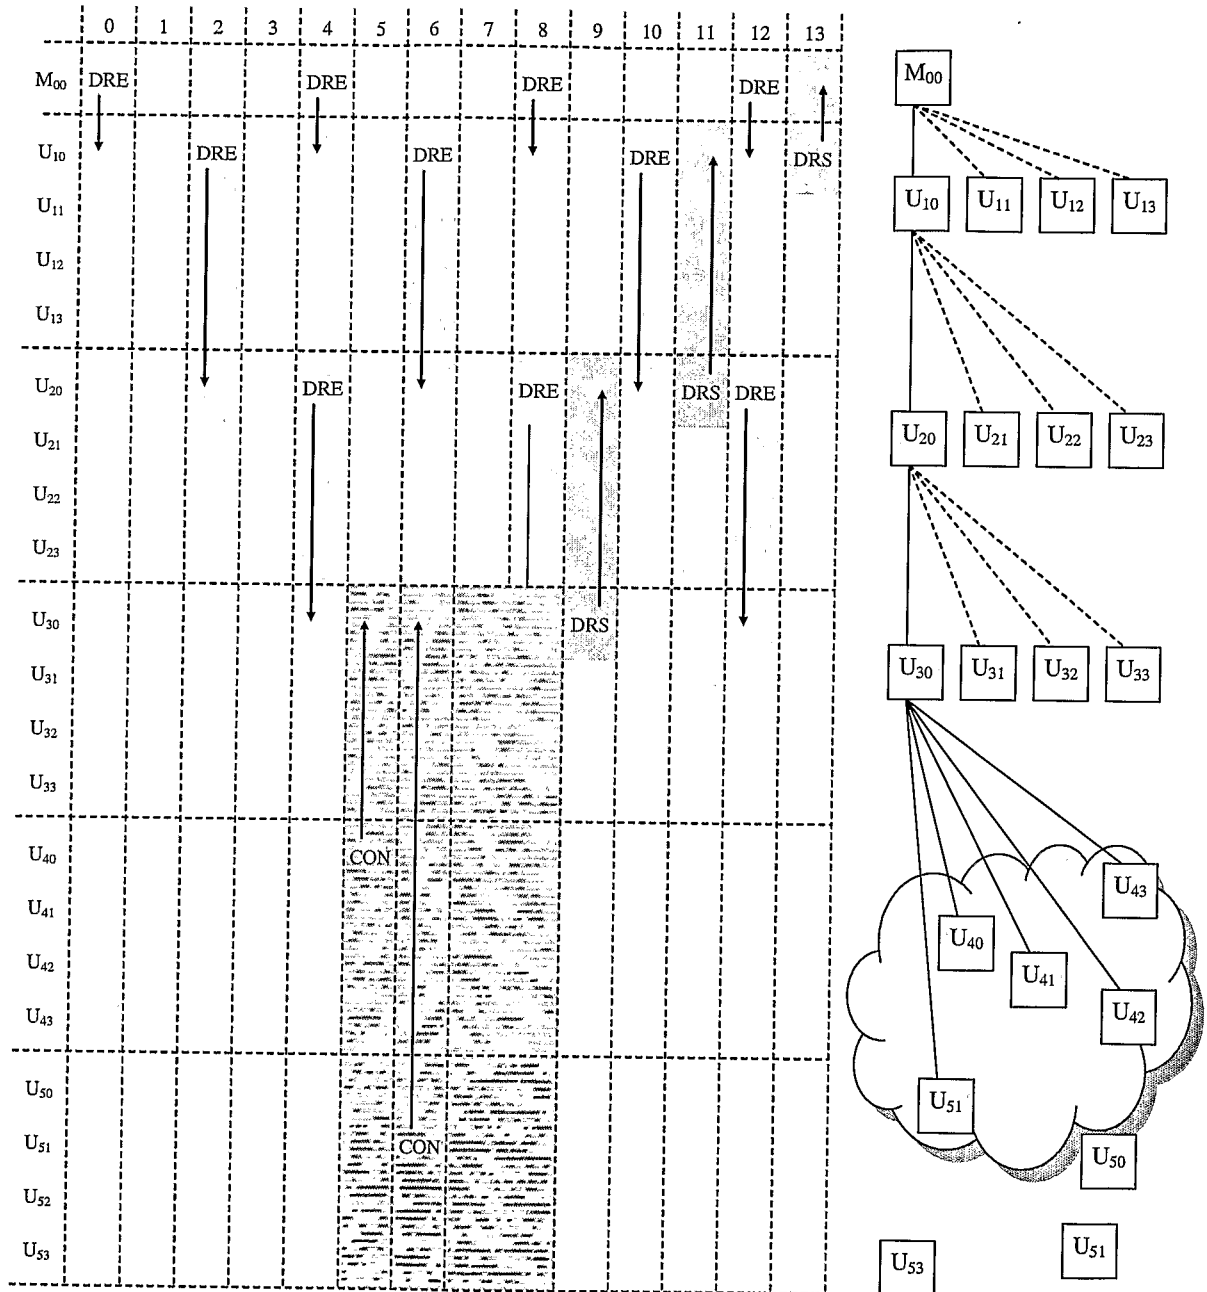 0 1 2 3 4 5 6 7 8 9 10 11 12 13
M00 DRE DRE DRE DRE
U10 DRE DRE DRE DRS
U11
U12
U13
U20 DRE DRE DRS DRE
U21
U22
U23
U30 DRS
U31
U32
U33
U40 CON
U41
U42
U43
U50
U51 CON
U52
U53
M00
U10 U11 U12 U13
U20 U21 U22 U23
U30 U31 U32 U33
U43
U40
U41
U42
U51
U50
U51
U53